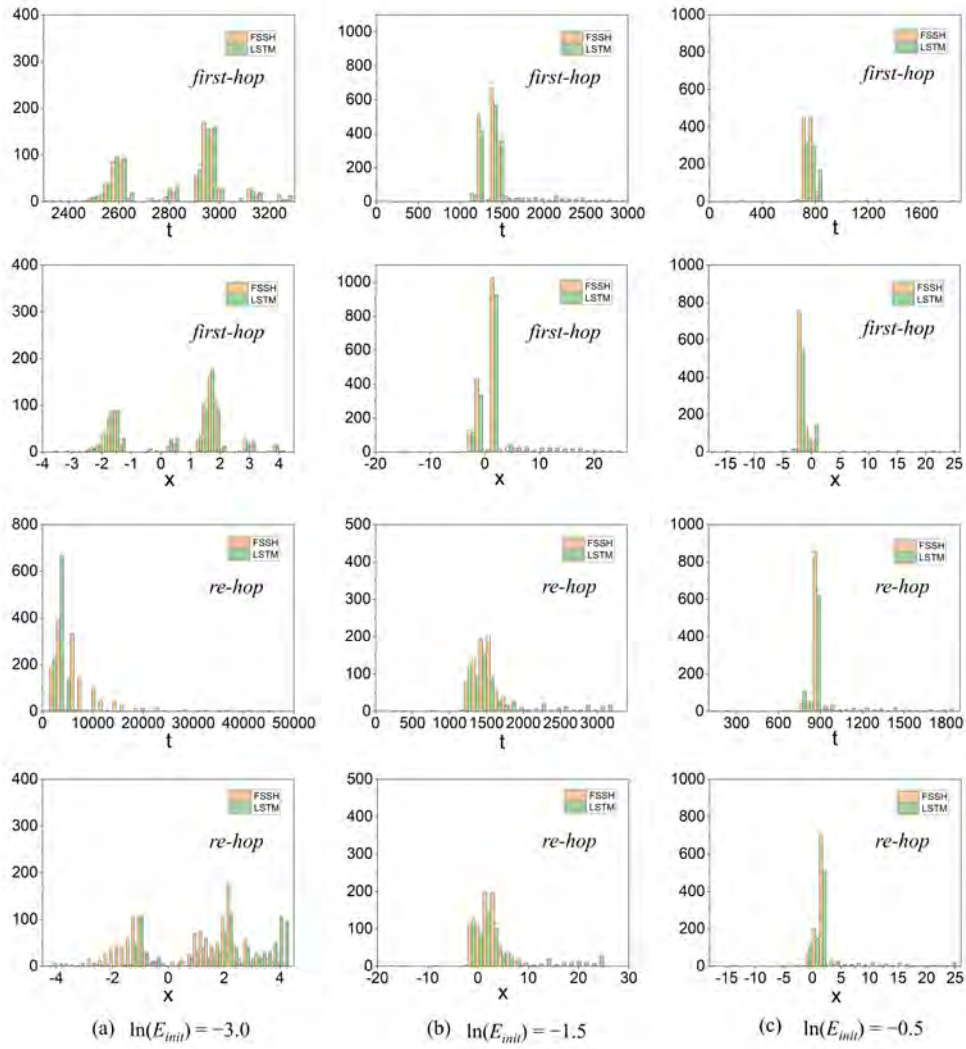 400
300
200
100
0
2400 2600 2800 3000 3200
t
FSSH
LSTM
first-hop
1000
800
600
400
200
0
0 500 1000 1500 2000 2500 3000
t
FSSH
LSTM
first-hop
1000
800
600
400
200
0
0 400 800 1200 1600
t
FSSH
LSTM
first-hop
400
300
200
100
0
-4 -3 -2 -1 0 1 2 3 4
x
FSSH
LSTM
first-hop
1000
800
600
400
200
0
-20 -10 0 10 20
x
FSSH
LSTM
first-hop
1000
800
600
400
200
0
-15 -10 -5 0 5 10 15 20 25
x
FSSH
LSTM
first-hop
800
600
400
200
0
0 10000 20000 30000 40000 50000
t
FSSH
LSTM
re-hop
500
400
300
200
100
0
0 500 1000 1500 2000 2500 3000
t
FSSH
LSTM
re-hop
1000
800
600
400
200
0
300 600 900 1200 1500 1800
t
FSSH
LSTM
re-hop
400
300
200
100
0
-4 -2 0 2 4
x
FSSH
LSTM
re-hop
500
400
300
200
100
0
-20 -10 0 10 20 30
x
FSSH
LSTM
re-hop
1000
800
600
400
200
0
-15 -10 -5 0 5 10 15 20 25
x
FSSH
LSTM
re-hop
(a) ln(E_init) = −3.0
(b) ln(E_init) = −1.5
(c) ln(E_init) = −0.5